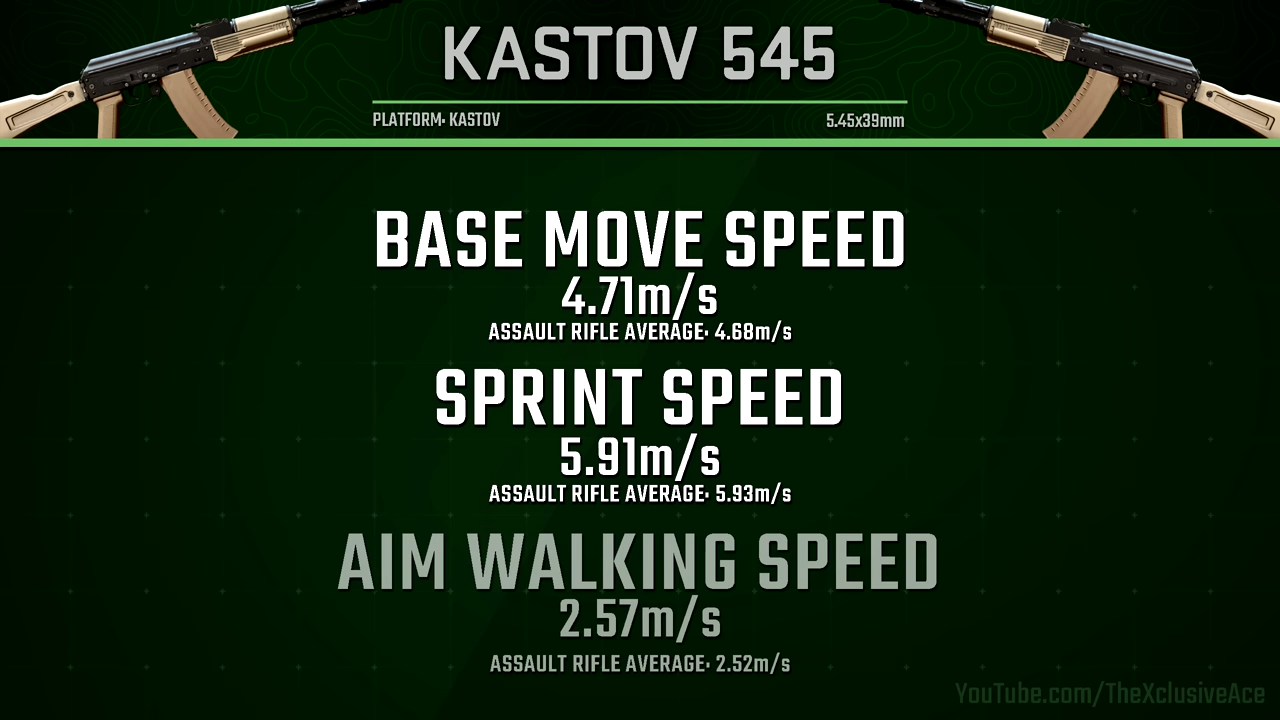 KASTOV 545
PLATFORM: KASTOV
5.45x39mm
BASE MOVE SPEED
4.71m/s
ASSAULT RIFLE AVERAGE: 4.68m/s
SPRINT SPEED
5.91m/s
ASSAULT RIFLE AVERAGE: 5.93m/s
AIM WALKING SPEED
2.57m/s
ASSAULT RIFLE AVERAGE: 2.52m/s
YouTube.com/TheXclusiveAce